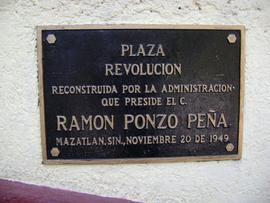 PLAZA
REVOLUCION
RECONSTRUIDA POR LA ADMINISTRACION·
QUE PRESIDE EL C.
RAMON PONZO PEÑA
MAZATLAN, SIN., NOVIEMBRE 20 DE 1949